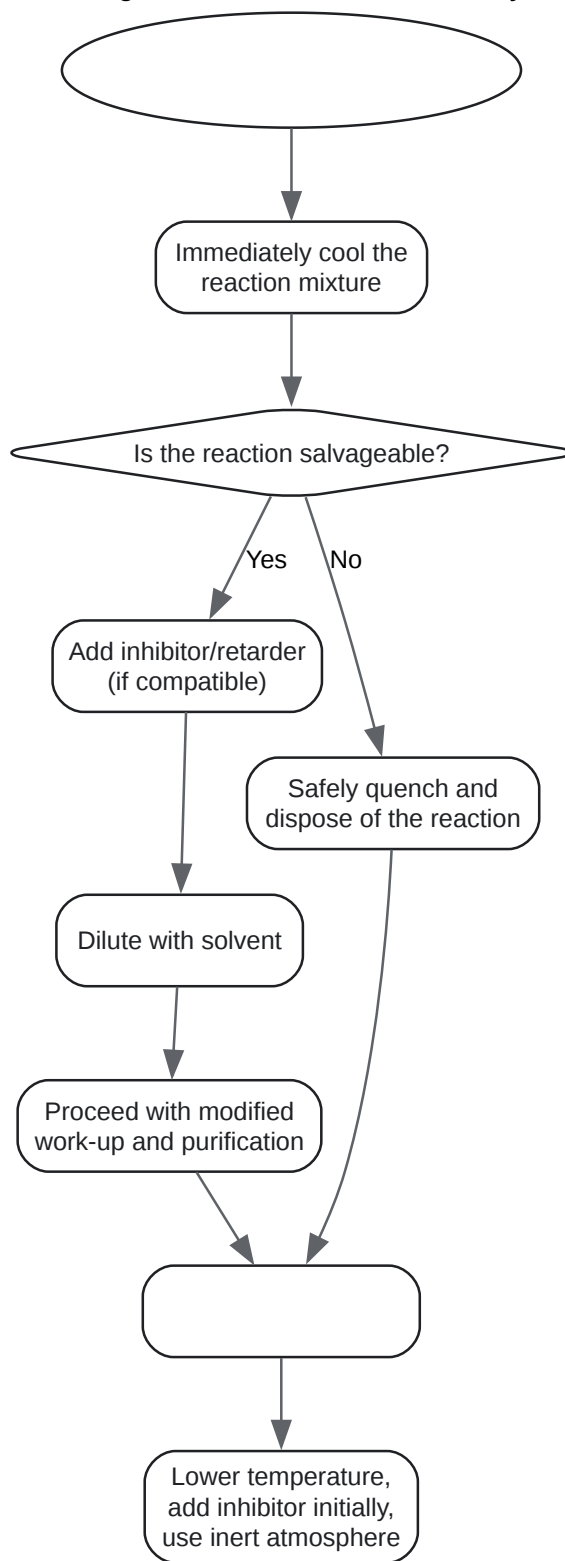 Immediately cool the
reaction mixture
Is the reaction salvageable?
Yes
No
Add inhibitor/retarder
(if compatible)
Safely quench and
dispose of the reaction
Dilute with solvent
Proceed with modified
work-up and purification
Lower temperature,
add inhibitor initially,
use inert atmosphere